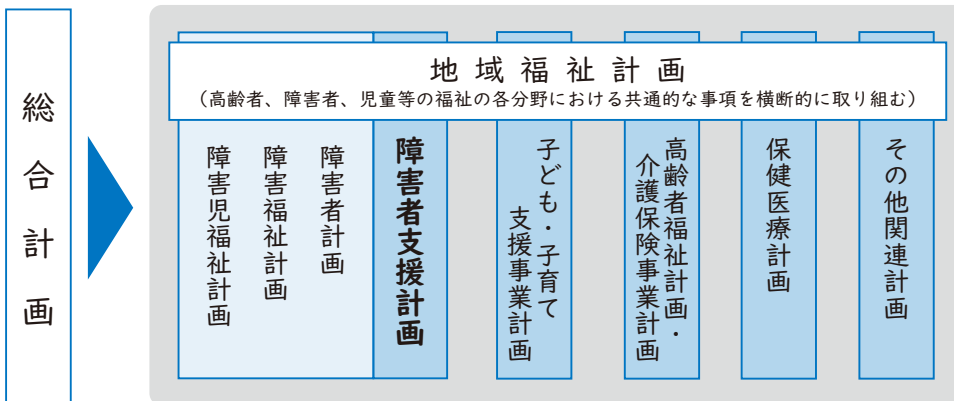 総合計画
地域福祉計画
(高齢者、障害者、児童等の福祉の各分野における共通的な事項を横断的に取り組む)
障害者支援計画
障害者計画
障害福祉計画
障害児福祉計画
子ども・子育て
支援事業計画
高齢者福祉計画・
介護保険事業計画
保健医療計画
その他関連計画